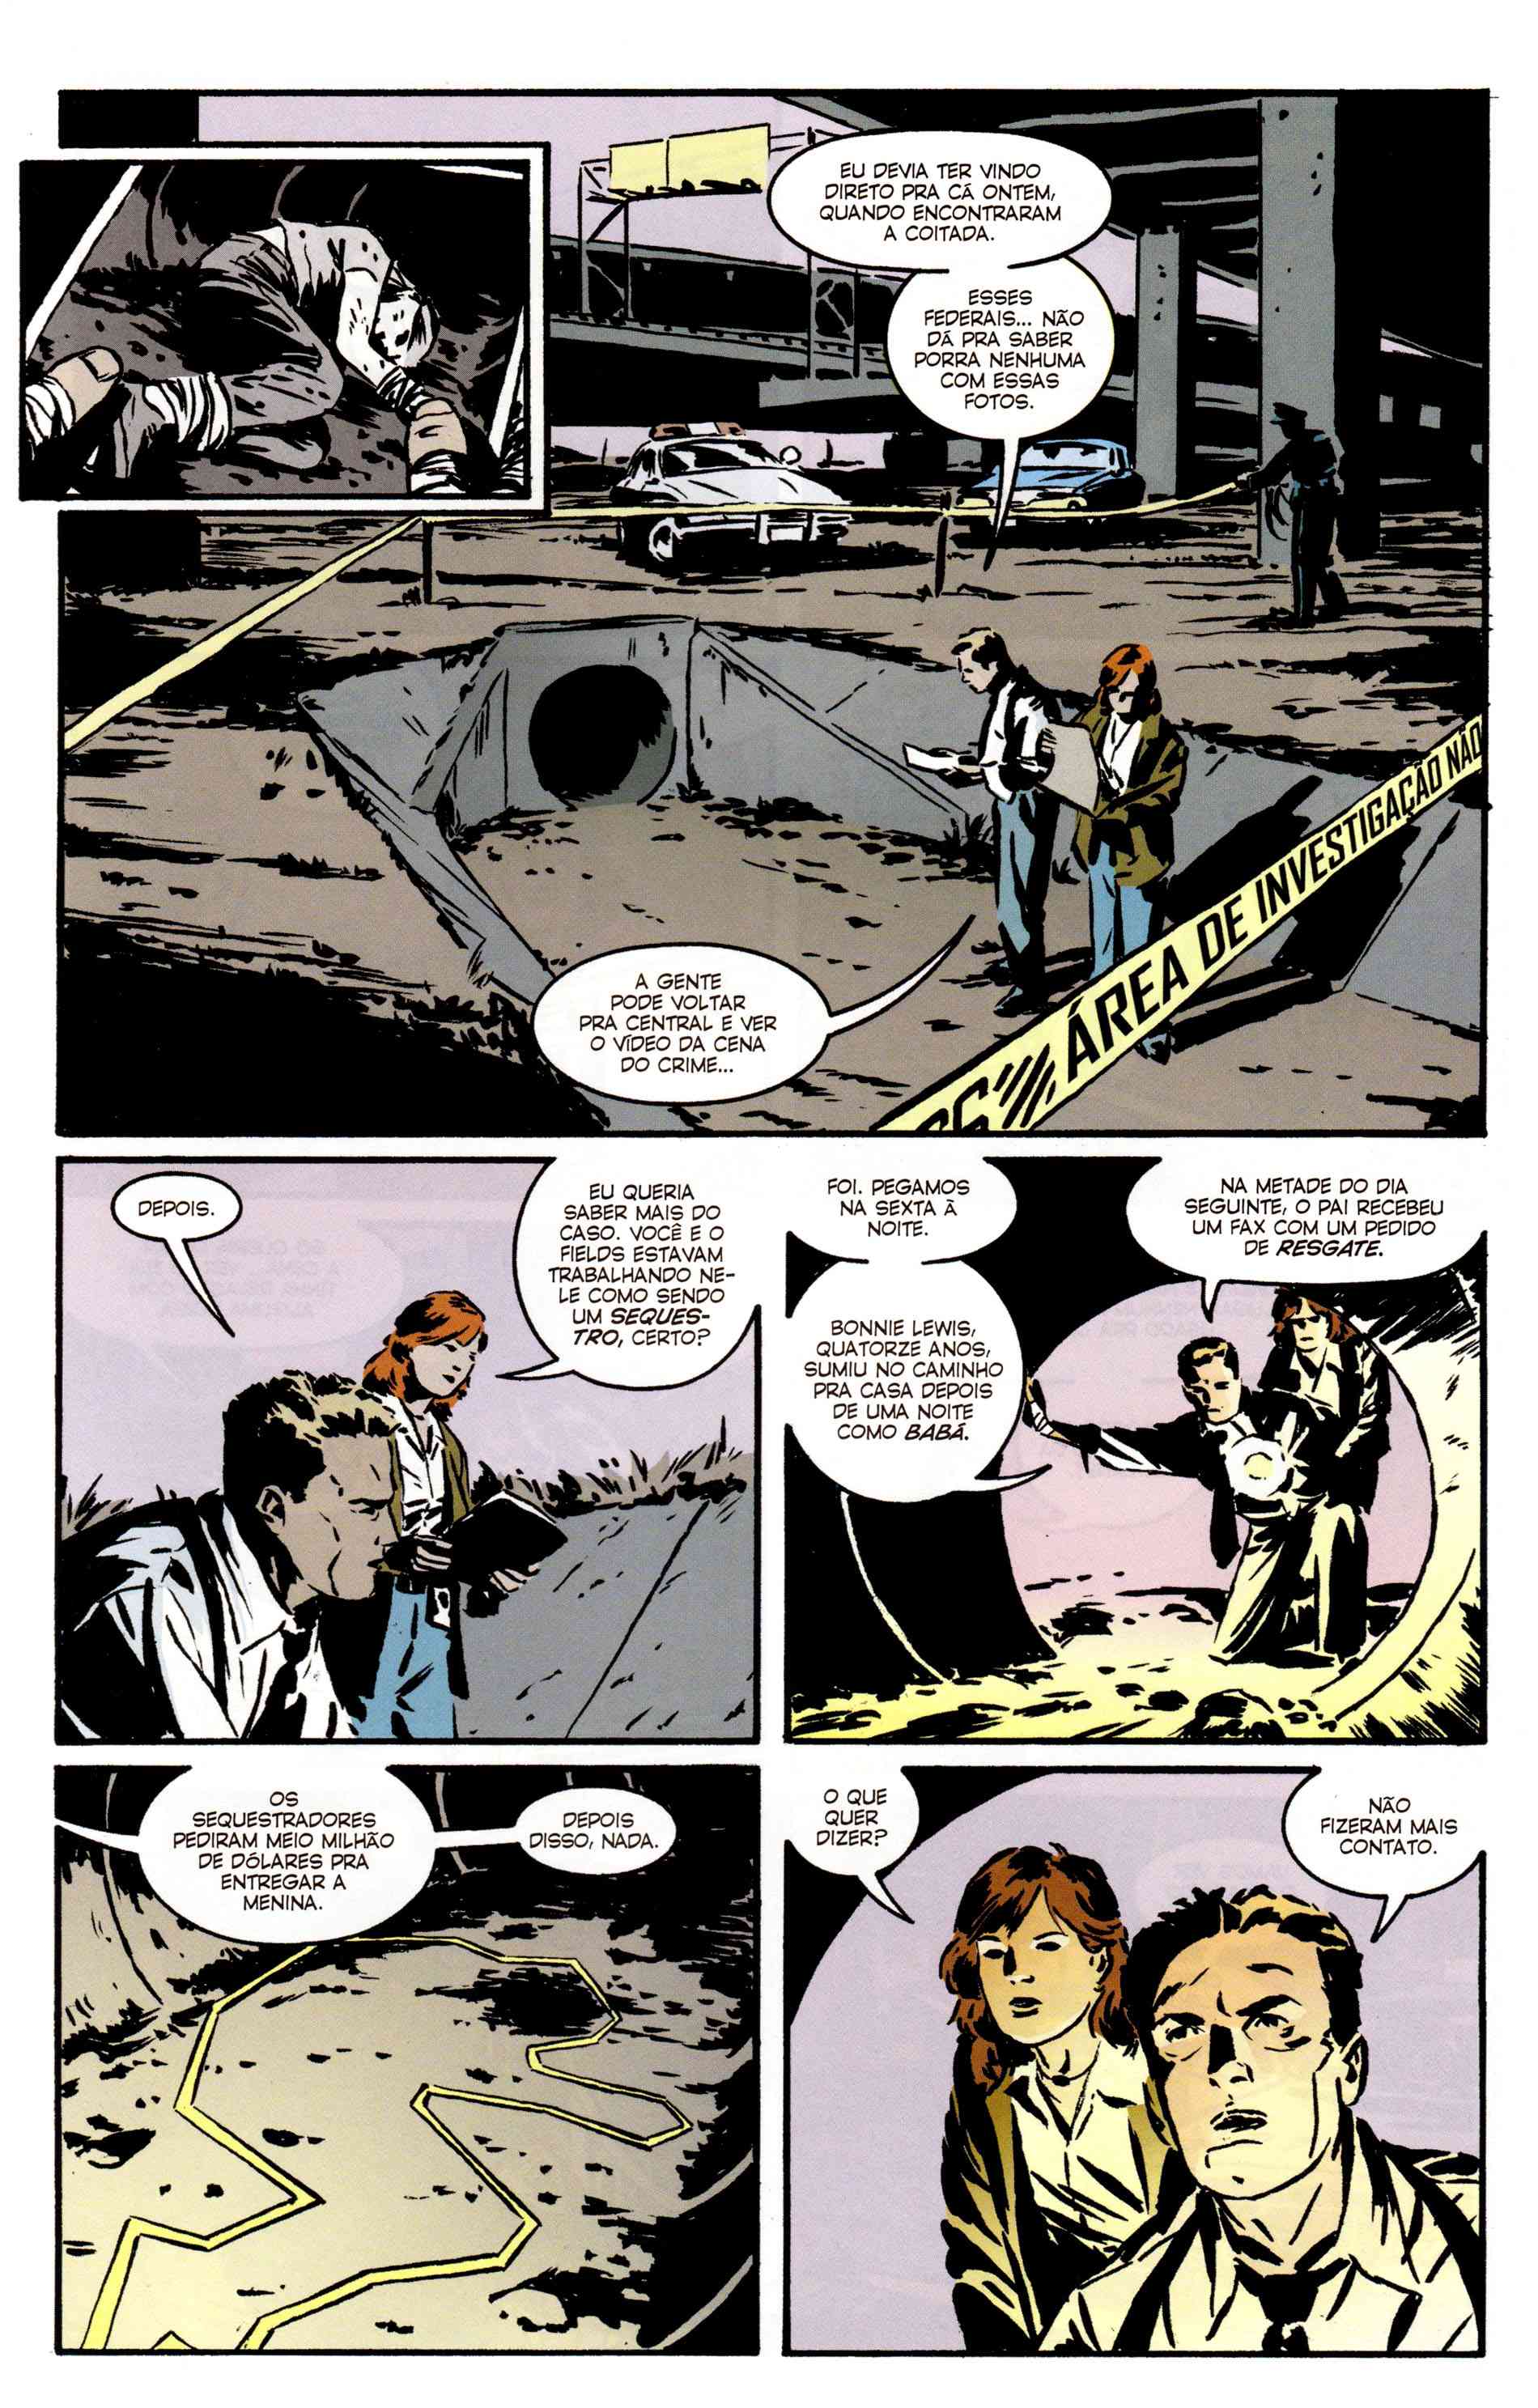 EU DEVIA TER VINDO
DIRETO PRA CÁ ONTEM,
QUANDO ENCONTRARAM
A COITADA.
ESSES
FEDERAIS... NÃO
DÁ PRA SABER
PORRA NENHUMA
COM ESSAS
FOTOS.
A GENTE
PODE VOLTAR
PRA CENTRAL E VER
O VÍDEO DA CENA
DO CRIME...
ÁREA DE INVESTIGAÇÃO NÃO
DEPOIS.
EU QUERIA
SABER MAIS DO
CASO. VOCÊ E O
FIELDS ESTAVAM
TRABALHANDO NE-
LE COMO SENDO
UM SEQUES-
TRO, CERTO?
FOI. PEGAMOS
NA SEXTA À
NOITE.
BONNIE LEWIS,
QUATORZE ANOS,
SUMIU NO CAMINHO
PRA CASA DEPOIS
DE UMA NOITE
COMO BABÁ.
NA METADE DO DIA
SEGUINTE, O PAI RECEBEU
UM FAX COM UM PEDIDO
DE RESGATE.
OS
SEQUESTRADORES
PEDIRAM MEIO MILHÃO
DE DÓLARES PRA
ENTREGAR A
MENINA.
DEPOIS
DISSO, NADA.
O QUE
QUER
DIZER?
NÃO
FIZERAM MAIS
CONTATO.